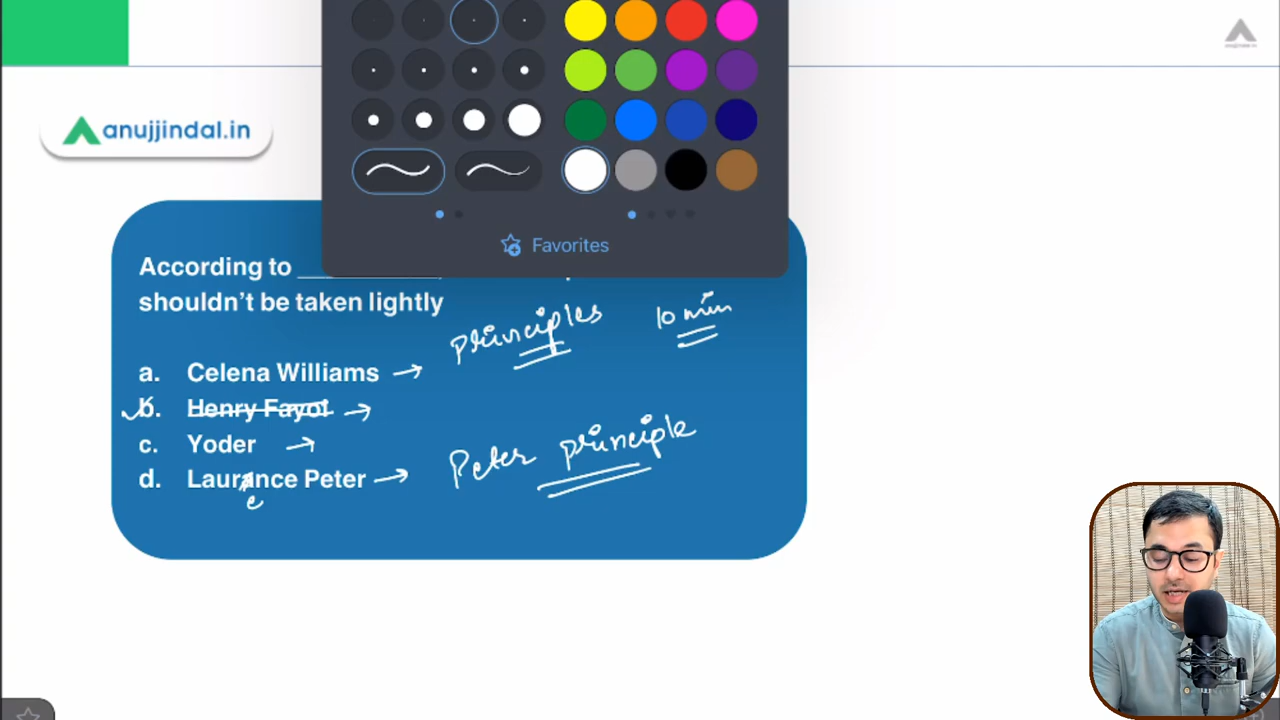 anujjindal.in
Favorites
According to ________
shouldn't be taken lightly
principles
10 min
a. Celena Williams
b. Henry Fayol
c. Yoder
d. Laurance Peter
e
Peter principle